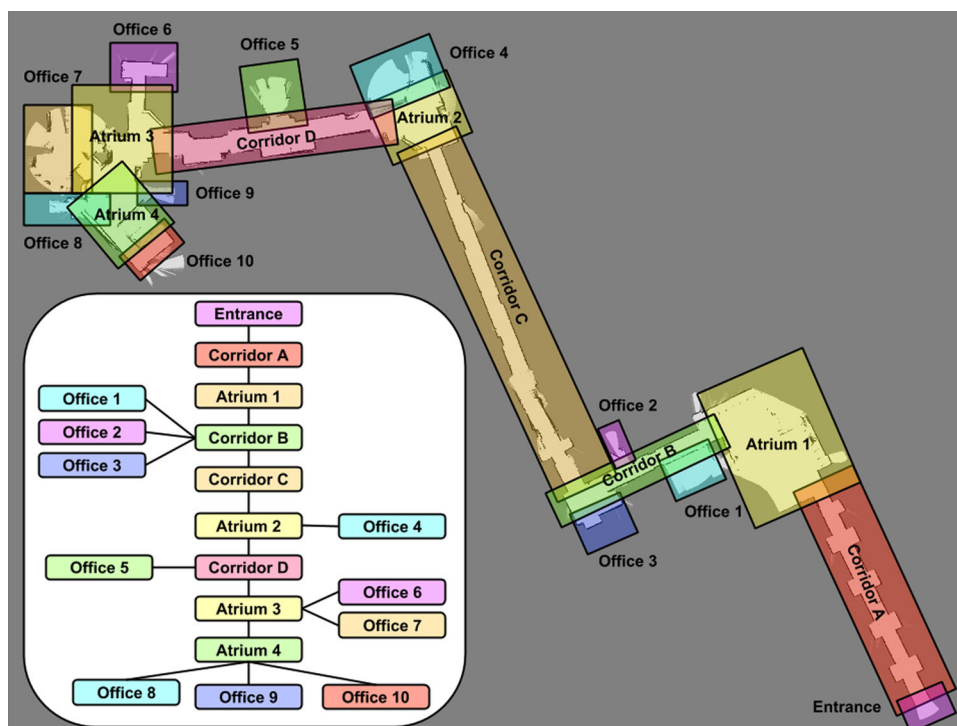 Office 6
Office 5
Office 4
Office 7
Atrium 3
Corridor D
Atrium 2
Office 9
Atrium 4
Office 8
Office 10
Corridor C
Office 2
Corridor B
Atrium 1
Office 1
Office 3
Corridor A
Entrance
Entrance
Corridor A
Office 1
Atrium 1
Office 2
Corridor B
Office 3
Corridor C
Atrium 2
Office 4
Office 5
Corridor D
Office 6
Atrium 3
Office 7
Atrium 4
Office 8
Office 9
Office 10